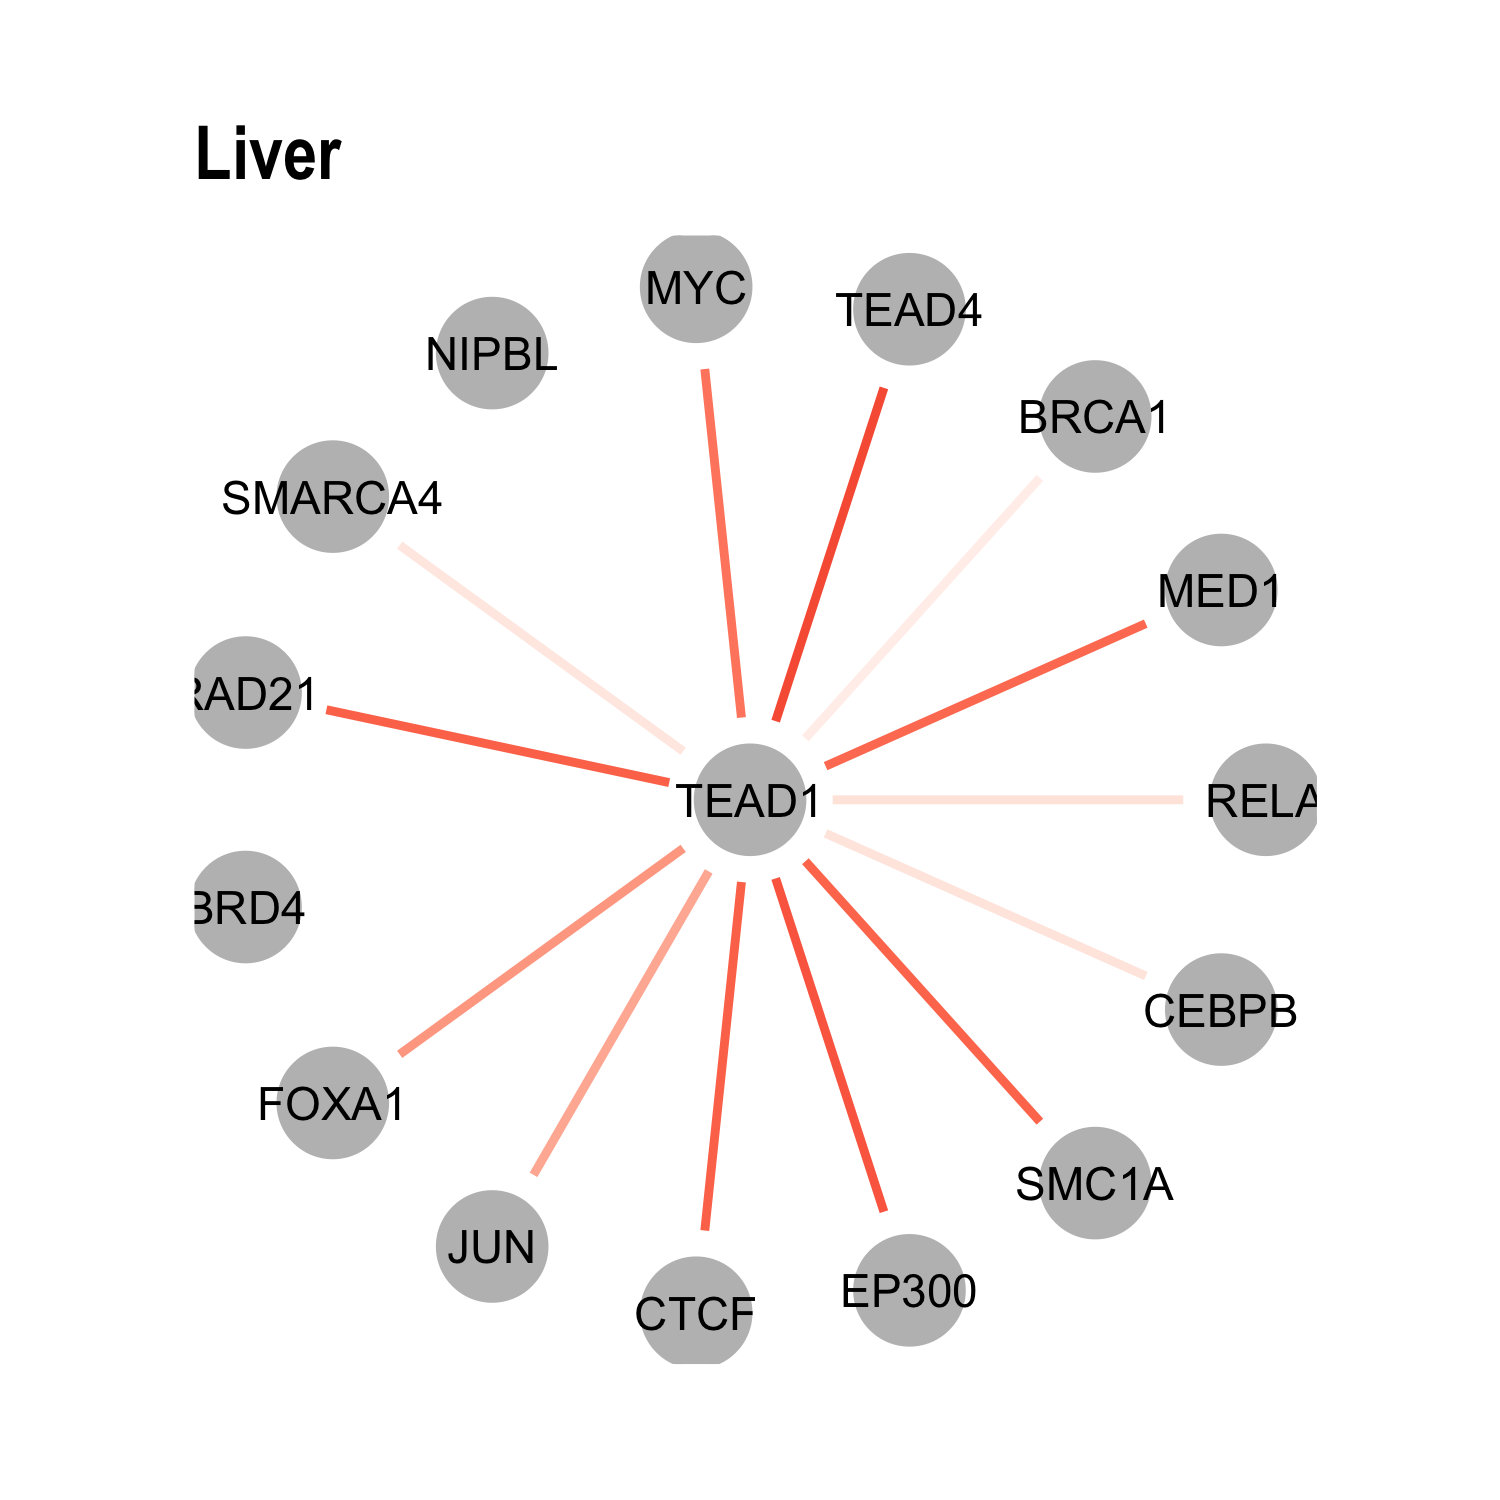 Liver
MYC
TEAD4
NIPBL
BRCA1
SMARCA4
MED1
RAD21
TEAD1
RELA
BRD4
CEBPB
FOXA1
SMC1A
JUN
EP300
CTCF